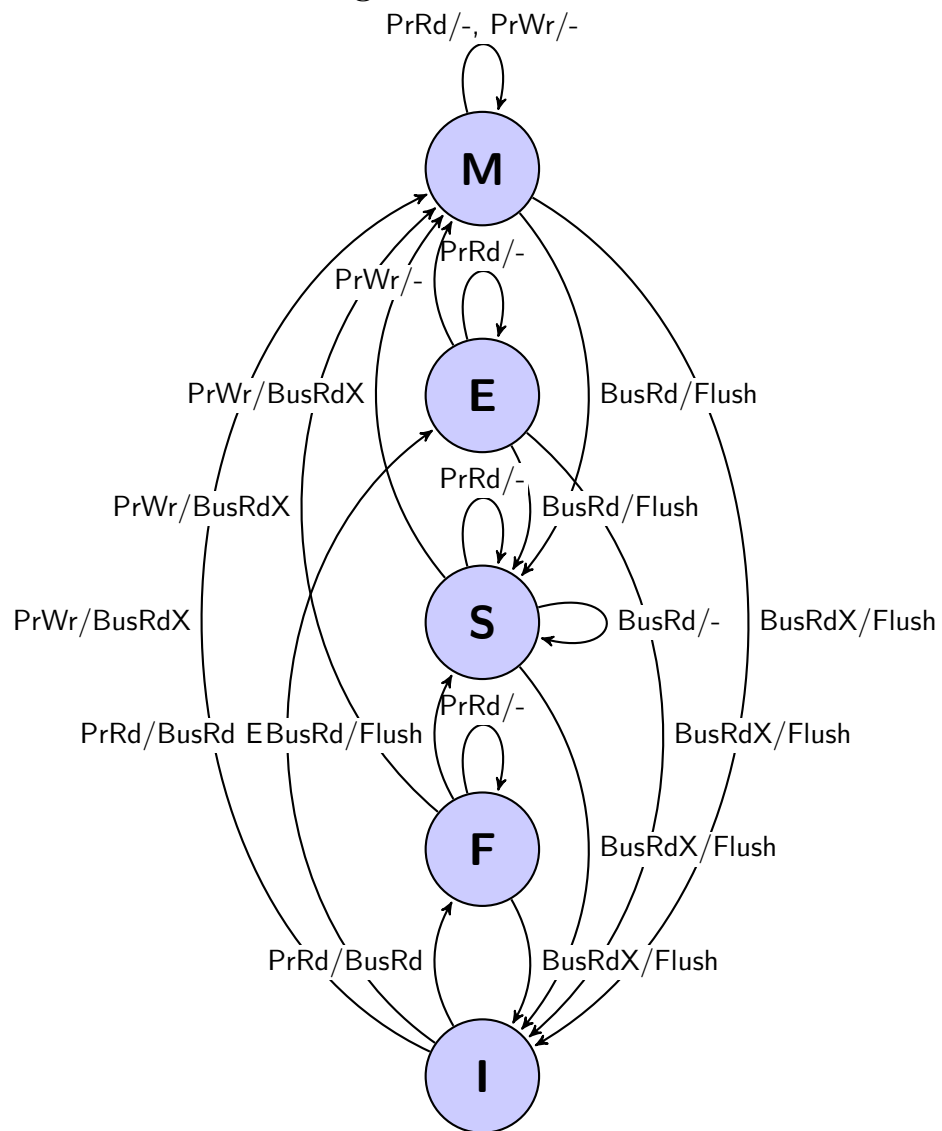 PrRd/-, PrWr/-
M
PrRd/-
PrWr/-
E
PrWr/BusRdX
BusRd/Flush
PrRd/-
PrWr/BusRdX
BusRd/Flush
S
PrWr/BusRdX
BusRd/-
BusRdX/Flush
PrRd/-
PrRd/BusRd E
BusRd/Flush
BusRdX/Flush
F
BusRdX/Flush
PrRd/BusRd
BusRdX/Flush
I